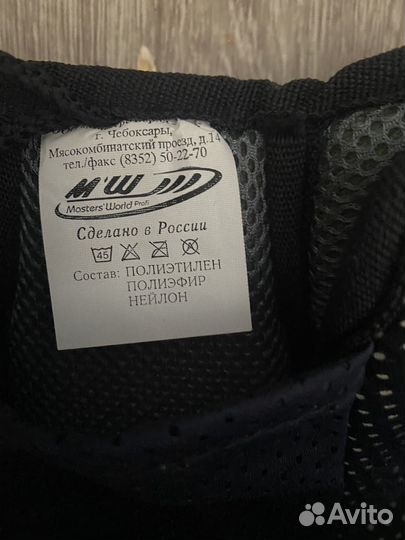 г. Чебоксары,
Мясокомбинатский проезд, д.14
тел./факс (8352) 50-22-70
M'W
Masters' World Profi
Сделано в России
45
Состав: ПОЛИЭТИЛЕН
ПОЛИЭФИР
НЕЙЛОН
Avito